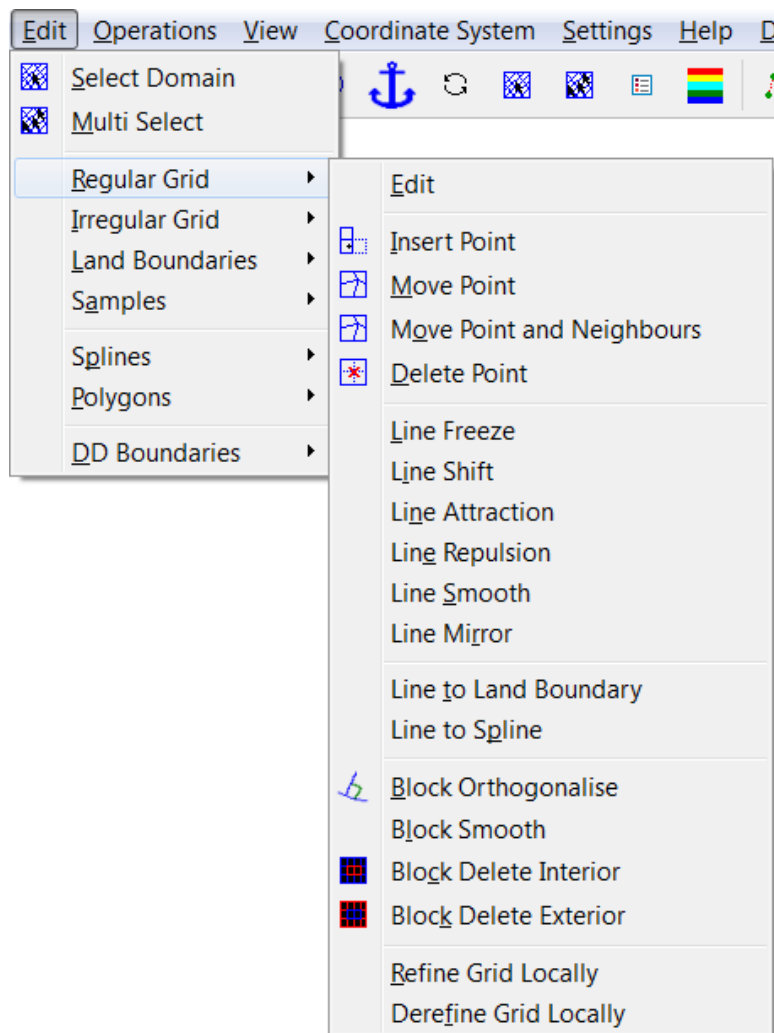 Edit Operations View Coordinate System Settings Help D
Select Domain
Multi Select
Regular Grid
Irregular Grid
Land Boundaries
Samples
Splines
Polygons
DD Boundaries
Edit
Insert Point
Move Point
Move Point and Neighbours
Delete Point
Line Freeze
Line Shift
Line Attraction
Line Repulsion
Line Smooth
Line Mirror
Line to Land Boundary
Line to Spline
Block Orthogonalise
Block Smooth
Block Delete Interior
Block Delete Exterior
Refine Grid Locally
Derefine Grid Locally